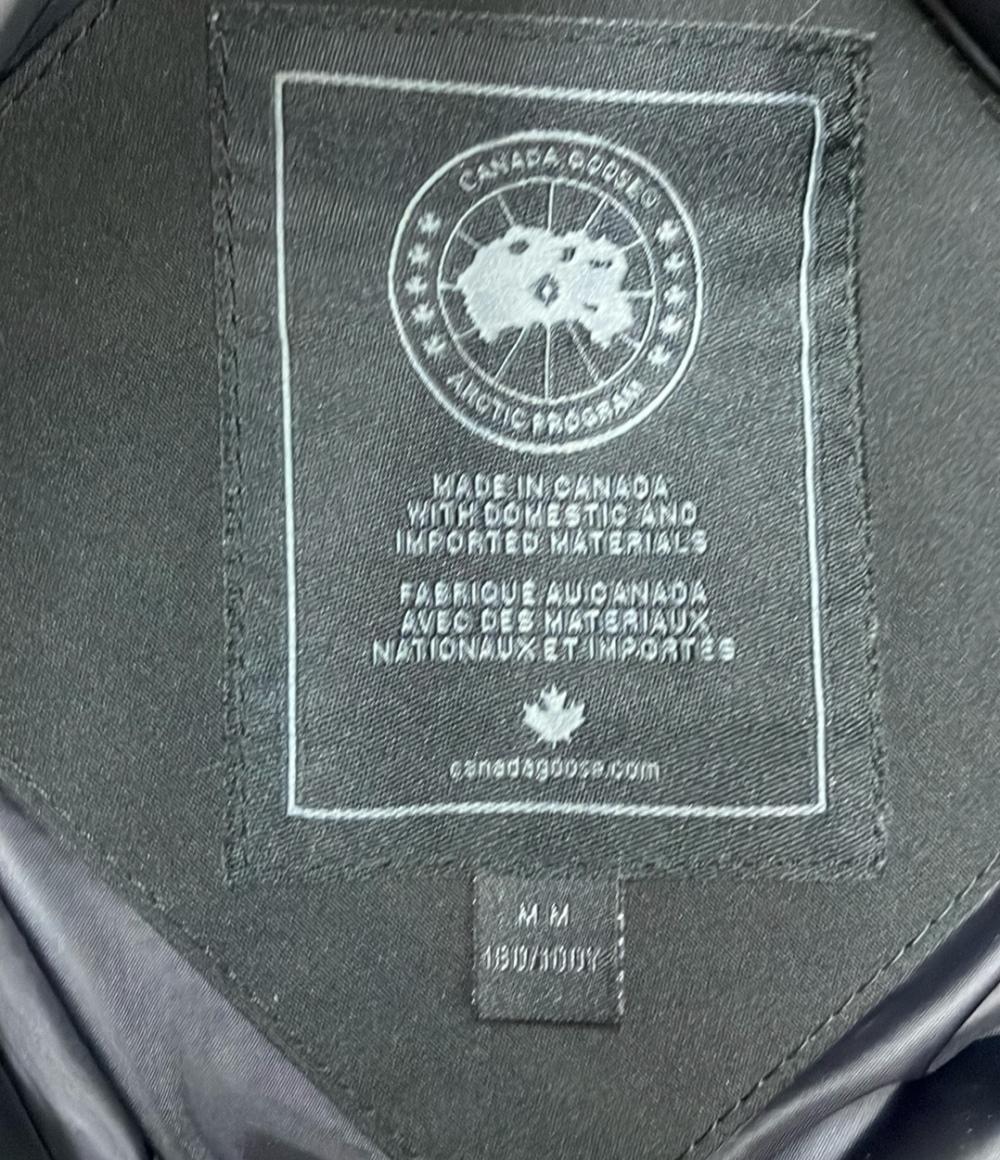 CANADA GOOSE®
ARCTIC PROGRAM
MADE IN CANADA
WITH DOMESTIC AND
IMPORTED MATERIALS
FABRIQUÉ AU CANADA
AVEC DES MATERIAUX
NATIONAUX ET IMPORTÉS
canadagoose.com
M M
180/100Y